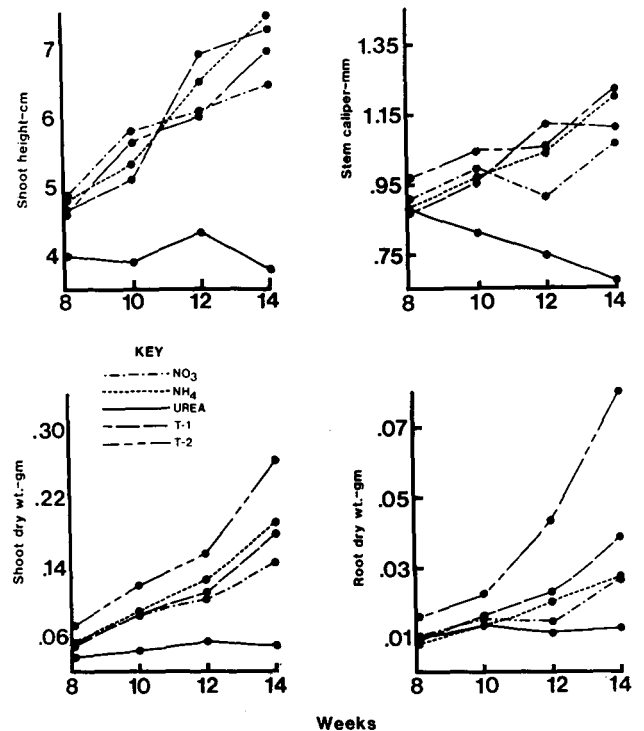 7
6
5
4
Shoot height-cm
8 10 12 14
1.35
1.15
.95
.75
Stem caliper-mm
8 10 12 14
KEY
NO3
NH4
UREA
T-1
T-2
.30
.22
.14
.06
Shoot dry wt.-gm
8 10 12 14
.07
.05
.03
.01
Root dry wt.-gm
8 10 12 14
Weeks